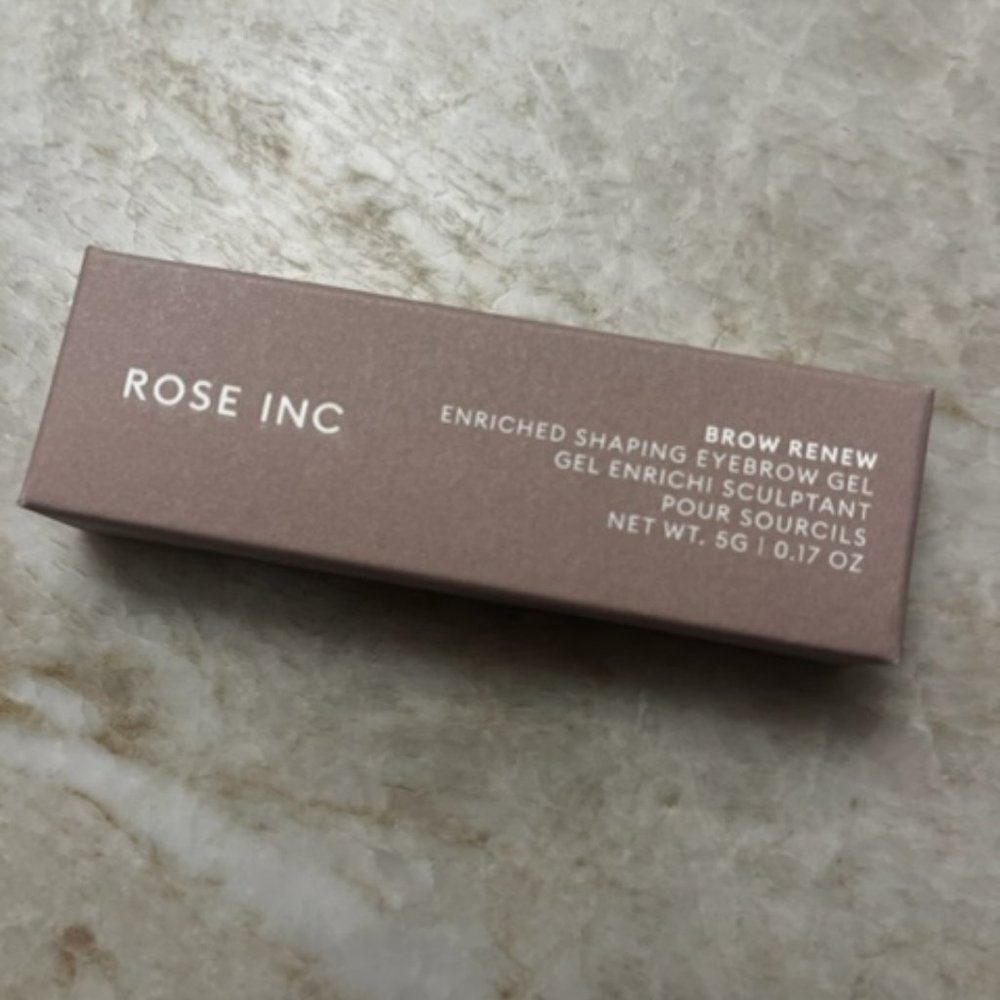 ROSE INC
BROW RENEW
ENRICHED SHAPING EYEBROW GEL
GEL ENRICHI SCULPTANT
POUR SOURCILS
NET WT. 5G | 0.17 OZ